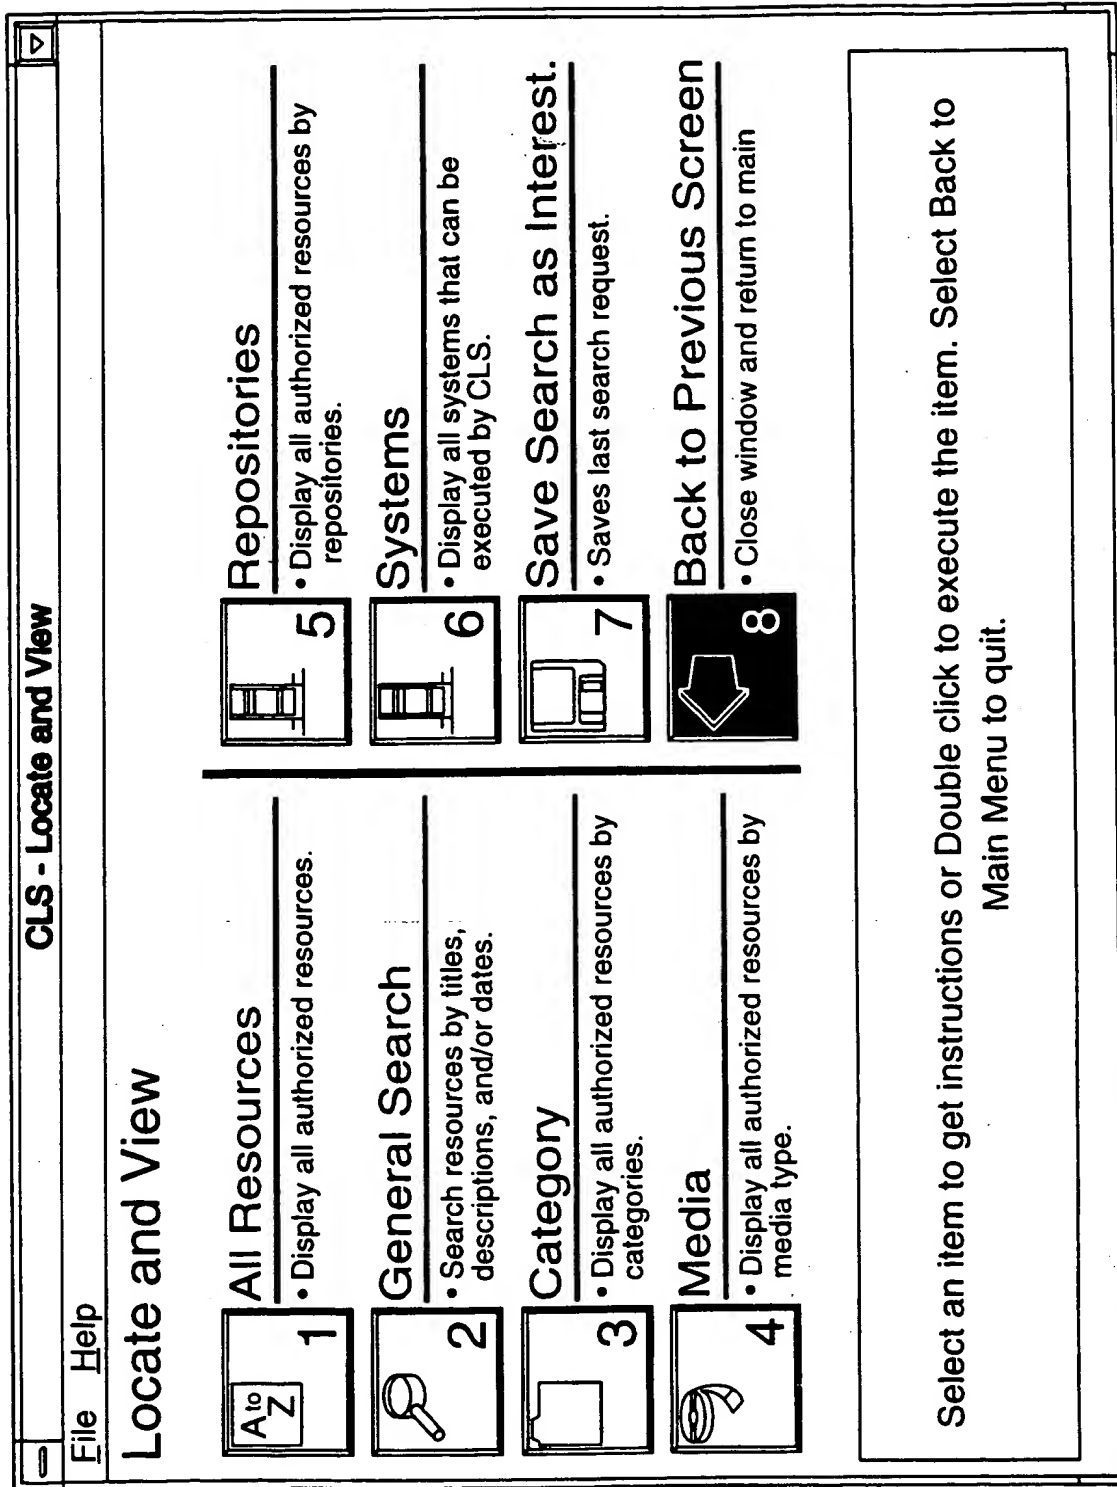 CLS - Locate and View
File Help
Locate and View
A to
Z
1
All Resources
• Display all authorized resources.
2
General Search
• Search resources by titles,
descriptions, and/or dates.
3
Category
• Display all authorized resources by
categories.
4
Media
• Display all authorized resources by
media type.
5
Repositories
• Display all authorized resources by
repositories.
6
Systems
• Display all systems that can be
executed by CLS.
7
Save Search as Interest.
• Saves last search request.
8
Back to Previous Screen
• Close window and return to main
Select an item to get instructions or Double click to execute the item. Select Back to
Main Menu to quit.